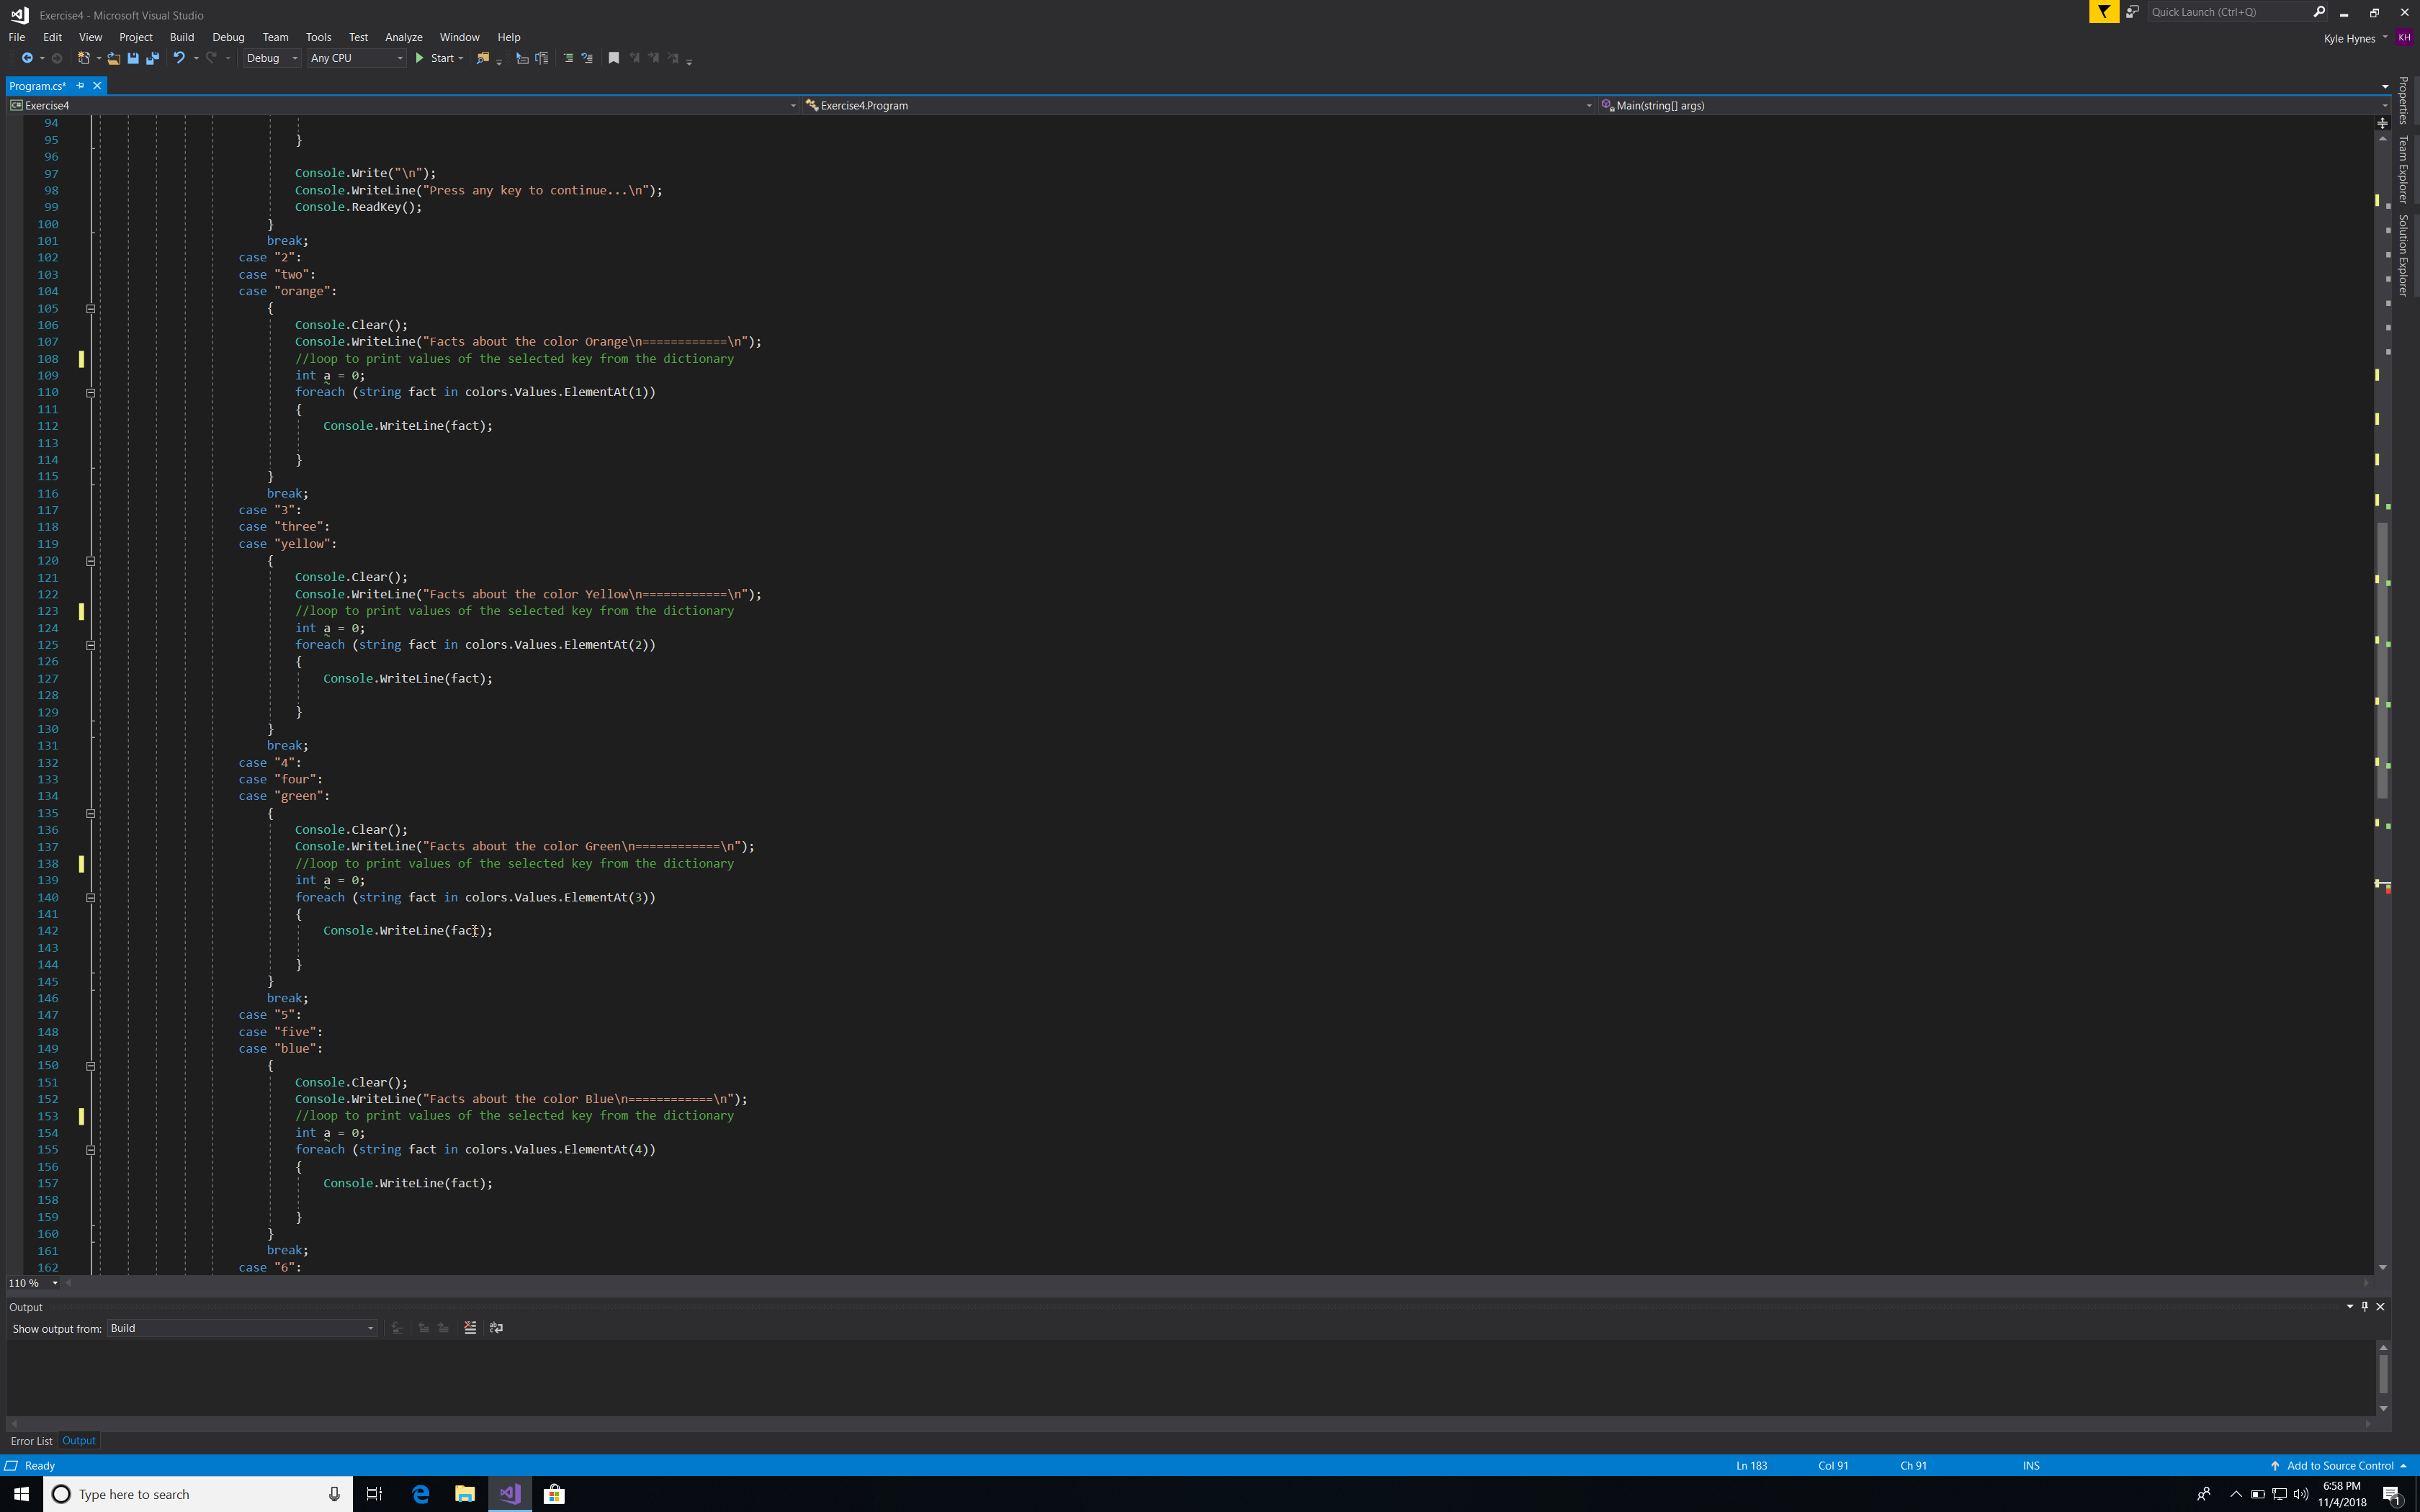 Exercise4 - Microsoft Visual Studio
Quick Launch (Ctrl+Q)
File Edit View Project Build Debug Team Tools Test Analyze Window Help
Kyle Hynes KH
Debug Any CPU Start
Program.cs*
Exercise4 Exercise4.Program Main(string[] args)
Properties
Team Explorer
Solution Explorer
94
95 }
96
97 Console.Write("\n");
98 Console.WriteLine("Press any key to continue...\n");
99 Console.ReadKey();
100 }
101 break;
102 case "2":
103 case "two":
104 case "orange":
105 {
106 Console.Clear();
107 Console.WriteLine("Facts about the color Orange\n============\n");
108 //loop to print values of the selected key from the dictionary
109 int a = 0;
110 foreach (string fact in colors.Values.ElementAt(1))
111 {
112 Console.WriteLine(fact);
113
114 }
115 }
116 break;
117 case "3":
118 case "three":
119 case "yellow":
120 {
121 Console.Clear();
122 Console.WriteLine("Facts about the color Yellow\n============\n");
123 //loop to print values of the selected key from the dictionary
124 int a = 0;
125 foreach (string fact in colors.Values.ElementAt(2))
126 {
127 Console.WriteLine(fact);
128
129 }
130 }
131 break;
132 case "4":
133 case "four":
134 case "green":
135 {
136 Console.Clear();
137 Console.WriteLine("Facts about the color Green\n============\n");
138 //loop to print values of the selected key from the dictionary
139 int a = 0;
140 foreach (string fact in colors.Values.ElementAt(3))
141 {
142 Console.WriteLine(fact);
143
144 }
145 }
146 break;
147 case "5":
148 case "five":
149 case "blue":
150 {
151 Console.Clear();
152 Console.WriteLine("Facts about the color Blue\n============\n");
153 //loop to print values of the selected key from the dictionary
154 int a = 0;
155 foreach (string fact in colors.Values.ElementAt(4))
156 {
157 Console.WriteLine(fact);
158
159 }
160 }
161 break;
162 case "6":
110 %
Output
Show output from: Build
Error List Output
Ready Ln 183 Col 91 Ch 91 INS Add to Source Control
Type here to search
6:58 PM
11/4/2018
1